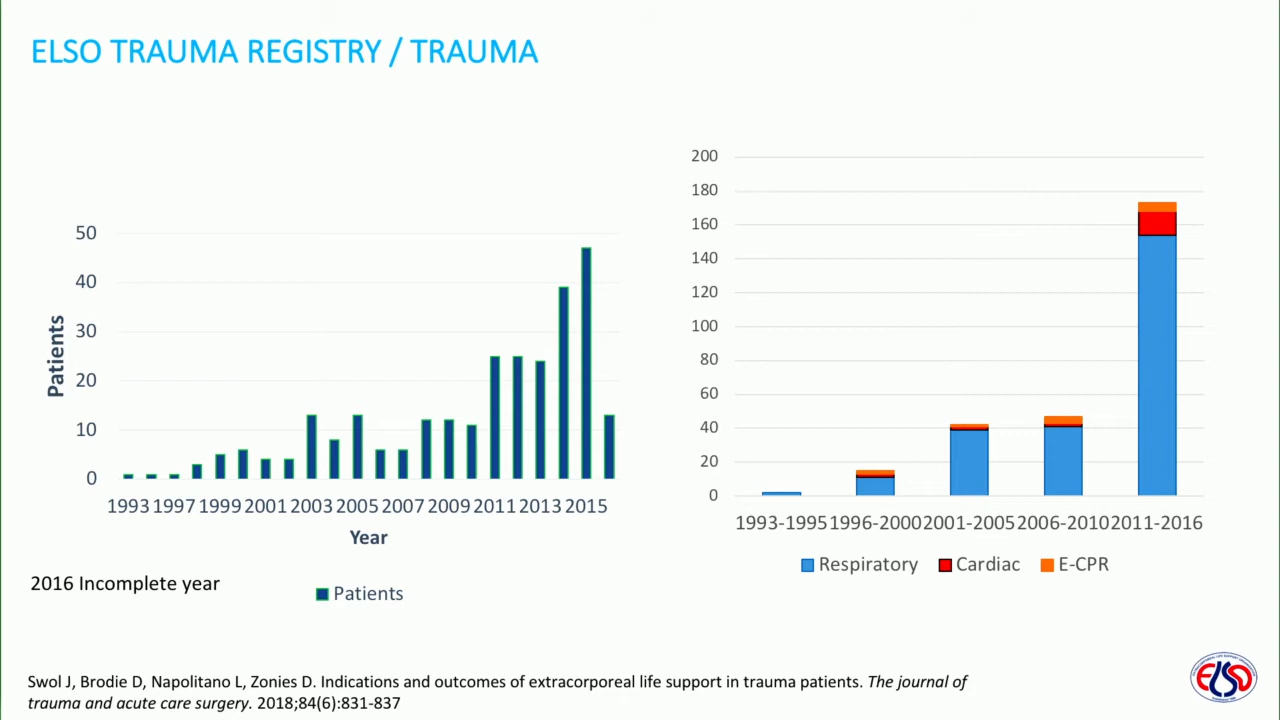 ELSO TRAUMA REGISTRY / TRAUMA
50
40
30
20
10
0
Patients
1993 1997 1999 2001 2003 2005 2007 2009 2011 2013 2015
Year
Patients
2016 Incomplete year
200
180
160
140
120
100
80
60
40
20
0
1993-1995 1996-2000 2001-2005 2006-2010 2011-2016
Respiratory Cardiac E-CPR
Swol J, Brodie D, Napolitano L, Zonies D. Indications and outcomes of extracorporeal life support in trauma patients. The journal of
trauma and acute care surgery. 2018;84(6):831-837
ELSO